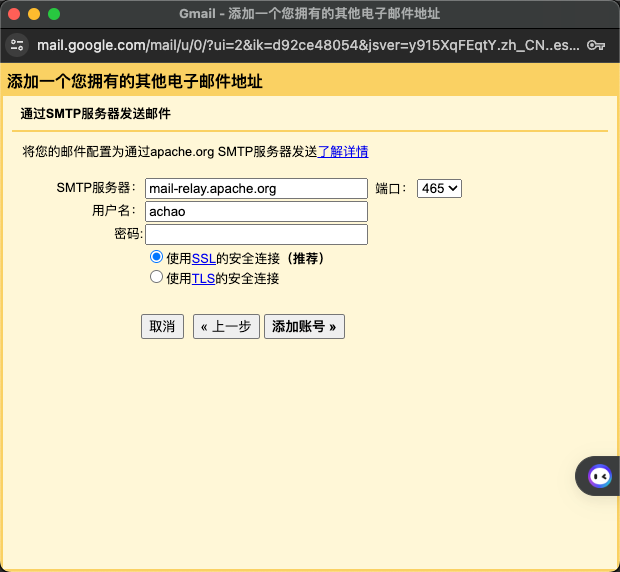 Gmail - 添加一个您拥有的其他电子邮件地址
mail.google.com/mail/u/0/?ui=2&ik=d92ce48054&jsver=y915XqFEqtY.zh_CN..es...
添加一个您拥有的其他电子邮件地址
通过SMTP服务器发送邮件
将您的邮件配置为通过apache.org SMTP服务器发送了解详情
SMTP服务器： mail-relay.apache.org 端口： 465
用户名： achao
密码:
使用SSL的安全连接（推荐）
使用TLS的安全连接
取消 « 上一步 添加账号 »